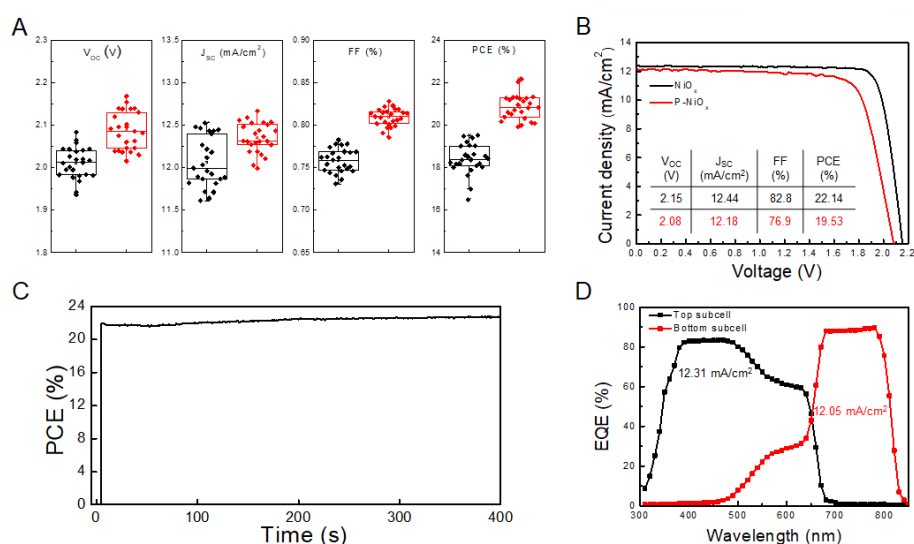 A
V_OC (V)
2.3
2.2
2.1
2.0
1.9
1.8
J_SC (mA/cm²)
13.5
13.0
12.5
12.0
11.5
11.0
FF (%)
0.90
0.85
0.80
0.75
0.70
0.65
PCE (%)
24
22
20
18
16
14
B
Current density (mA/cm²)
14
12
10
8
6
4
2
0
NiOₓ
P-NiOₓ
V_OC (V) J_SC (mA/cm²) FF (%) PCE (%)
2.15 12.44 82.8 22.14
2.08 12.18 76.9 19.53
0.0 0.2 0.4 0.6 0.8 1.0 1.2 1.4 1.6 1.8 2.0 2.2
Voltage (V)
C
PCE (%)
24
20
16
12
8
4
0
0 100 200 300 400
Time (s)
D
EQE (%)
100
80
60
40
20
0
Top subcell
Bottom subcell
12.31 mA/cm²
12.05 mA/cm²
300 400 500 600 700 800
Wavelength (nm)